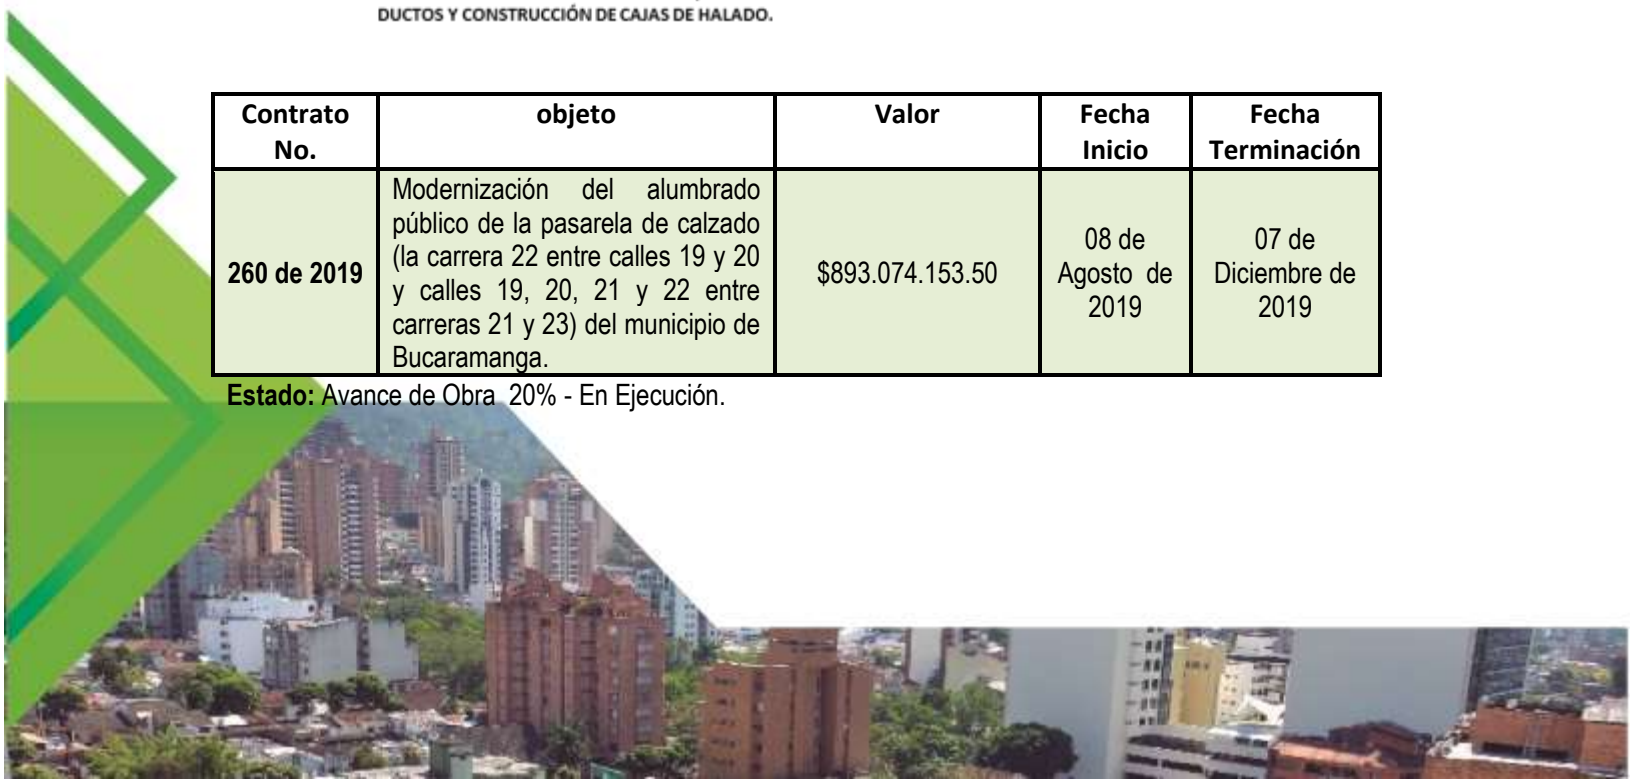 DUCTOS Y CONSTRUCCIÓN DE CAJAS DE HALADO.
Contrato No.
objeto
Valor
Fecha Inicio
Fecha Terminación
260 de 2019
Modernización del alumbrado
público de la pasarela de calzado
(la carrera 22 entre calles 19 y 20
y calles 19, 20, 21 y 22 entre
carreras 21 y 23) del municipio de
Bucaramanga.
$893.074.153.50
08 de
Agosto de
2019
07 de
Diciembre de
2019
Estado: Avance de Obra 20% - En Ejecución.